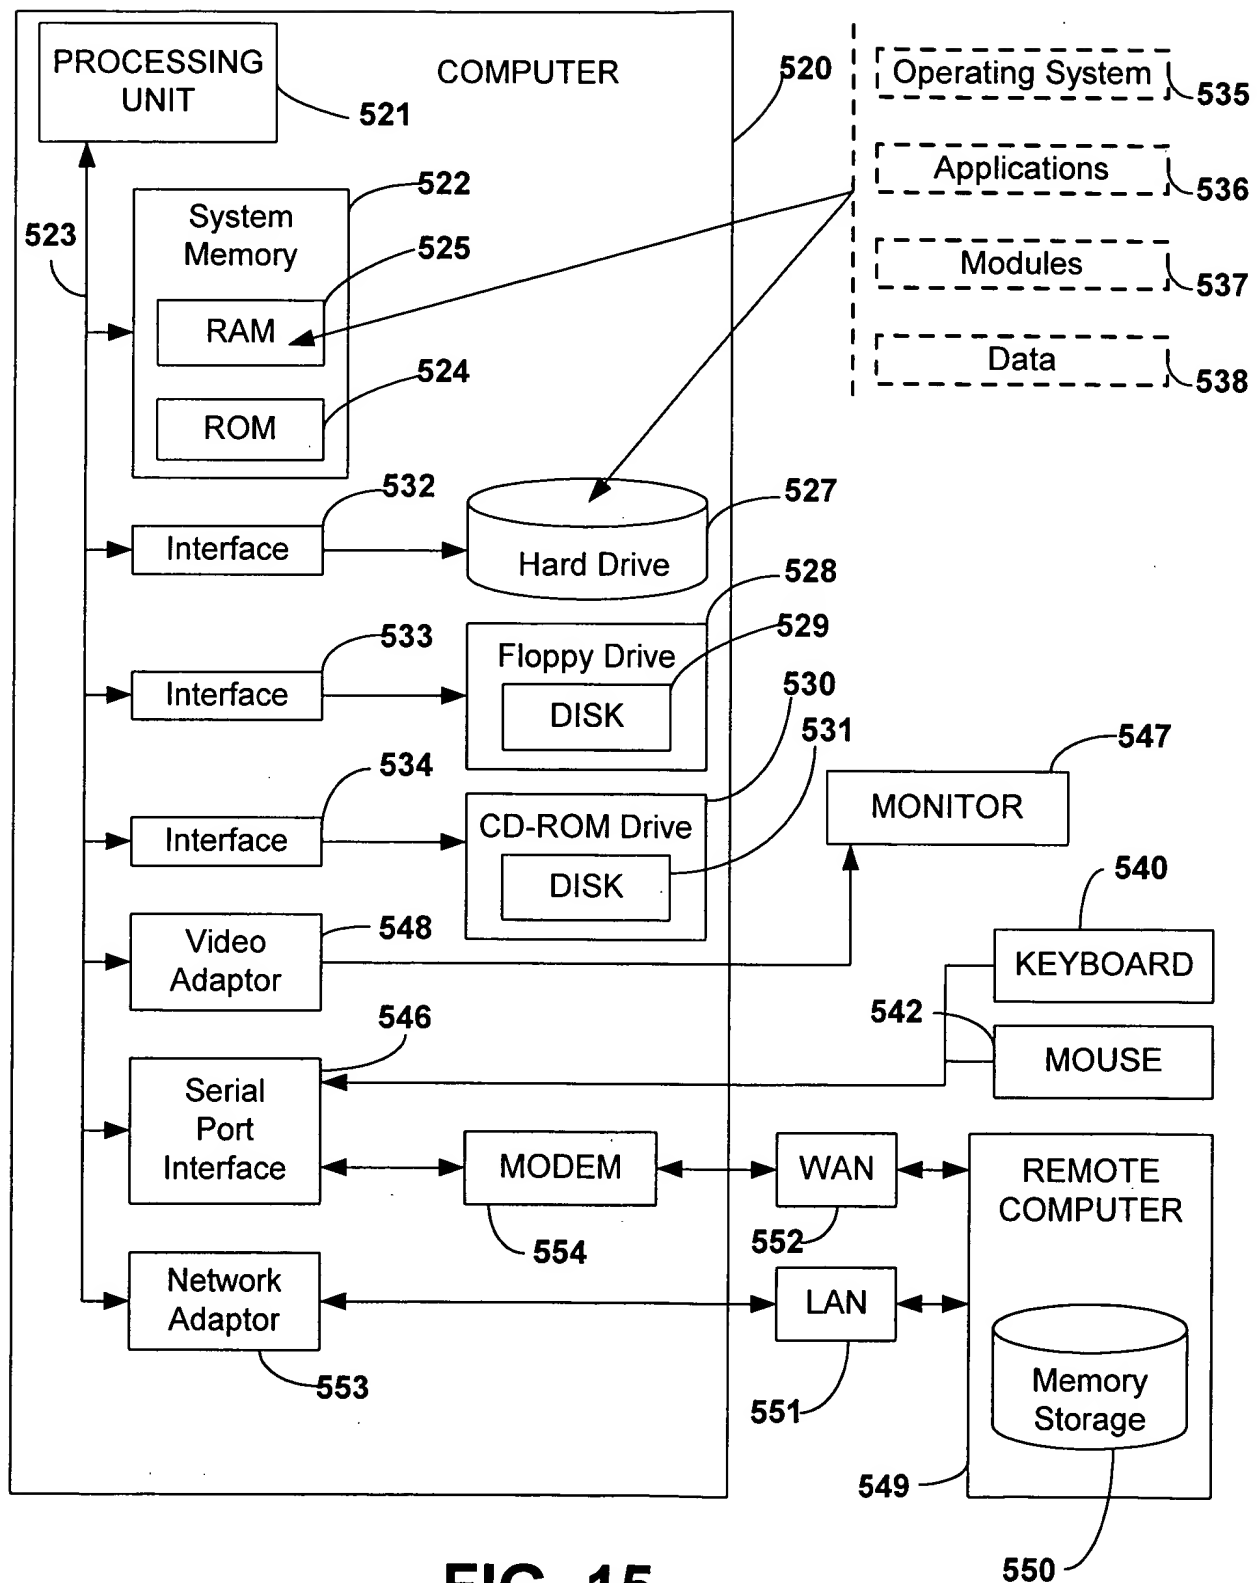 PROCESSING
UNIT
521
COMPUTER
520
Operating System
535
Applications
536
Modules
537
Data
538
523
522
System
Memory
525
RAM
524
ROM
532
Interface
527
Hard Drive
528
533
Interface
Floppy Drive
529
DISK
530
531
534
Interface
CD-ROM Drive
DISK
547
MONITOR
548
Video
Adaptor
540
KEYBOARD
542
MOUSE
546
Serial
Port
Interface
MODEM
554
WAN
552
REMOTE
COMPUTER
Network
Adaptor
553
LAN
551
Memory
Storage
549
550
FIG. 15